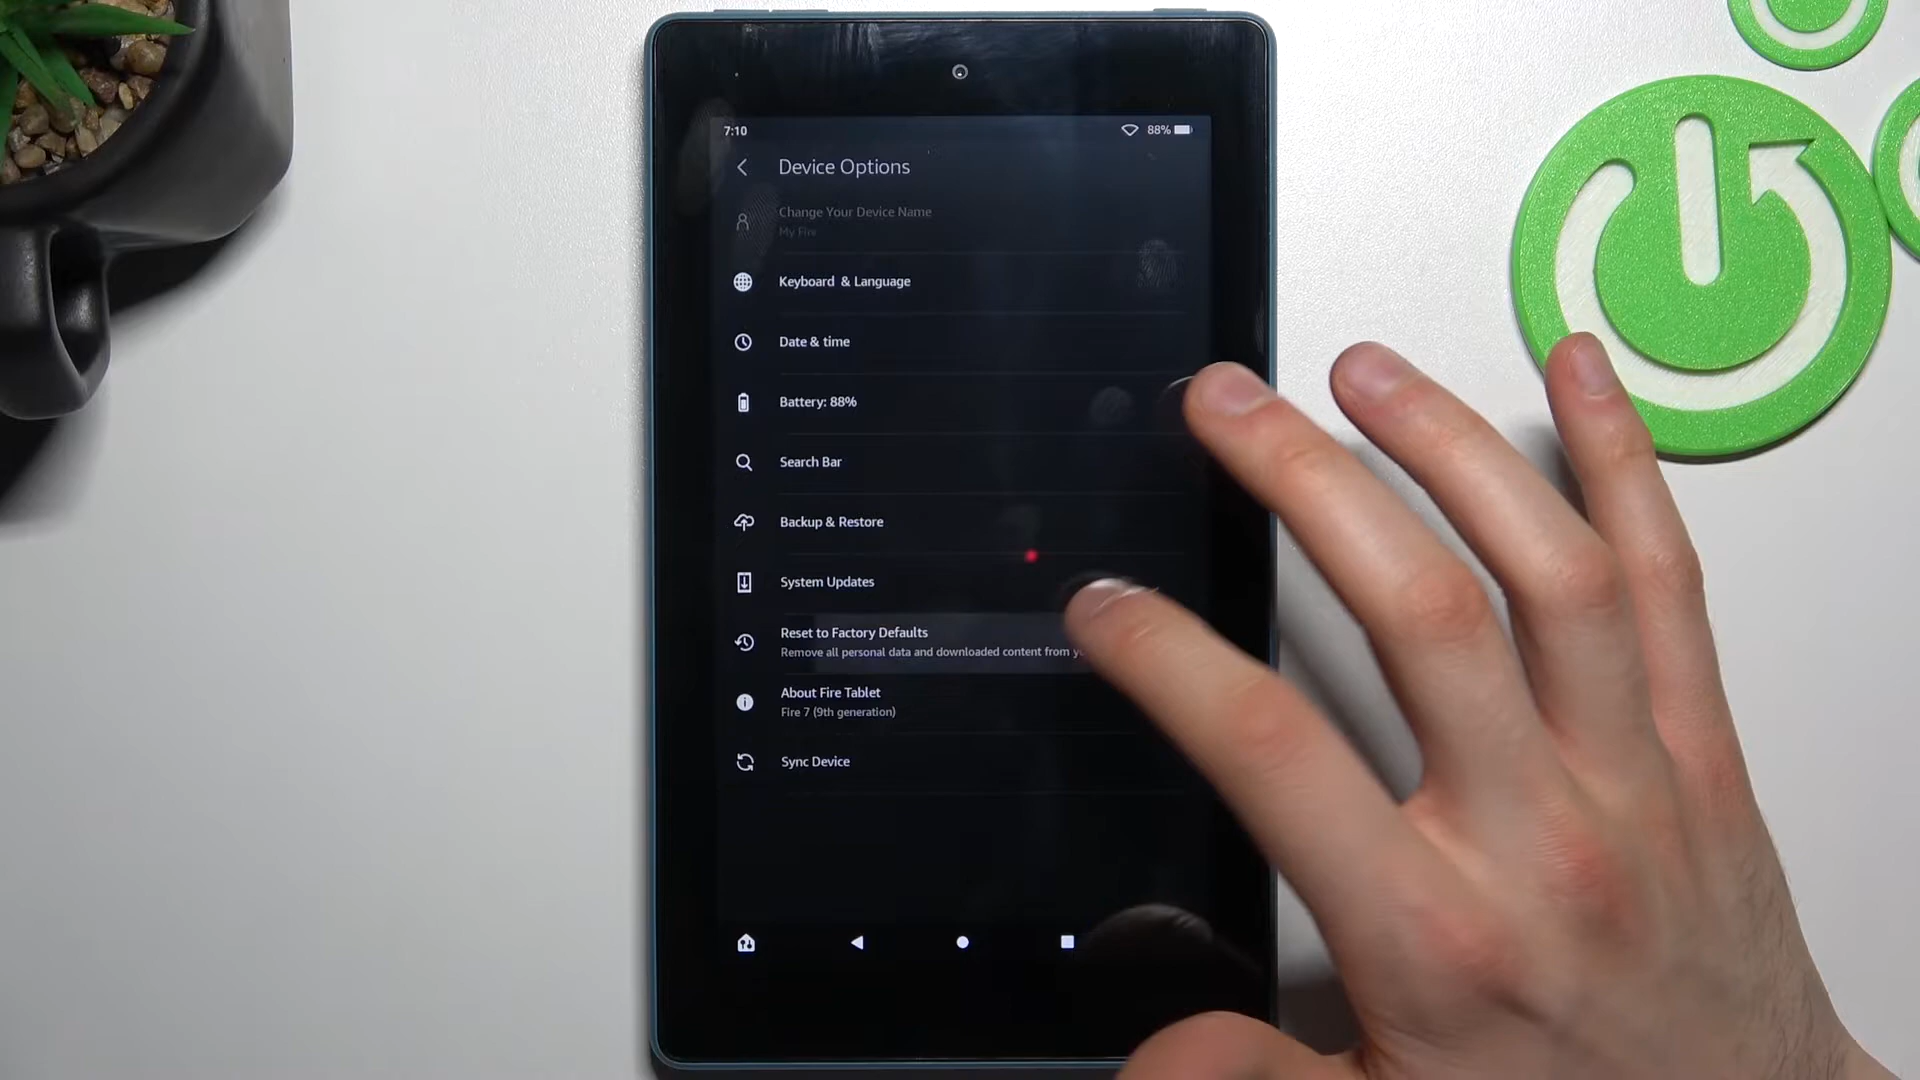 7:10
88%
Device Options
Change Your Device Name
My Fire
Keyboard & Language
Date & time
Battery: 88%
Search Bar
Backup & Restore
System Updates
Reset to Factory Defaults
Remove all personal data and downloaded content from
About Fire Tablet
Fire 7 (9th generation)
Sync Device